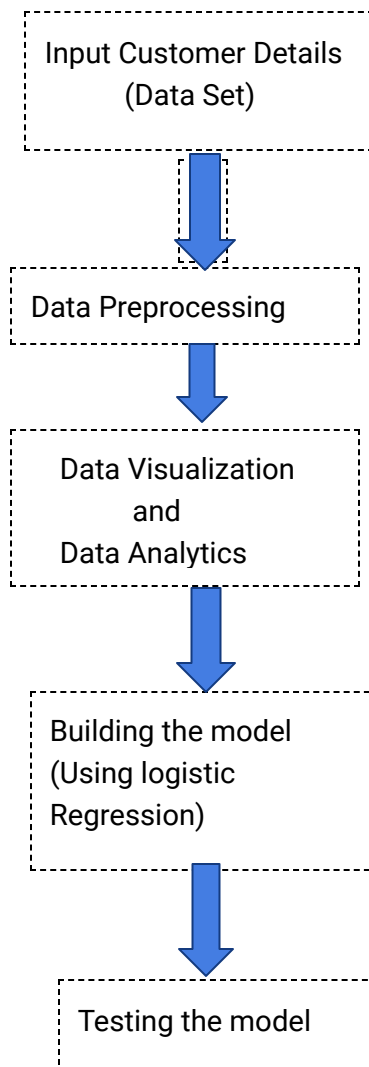 Input Customer Details
(Data Set)
Data Preprocessing
Data Visualization
and
Data Analytics
Building the model
(Using logistic
Regression)
Testing the model